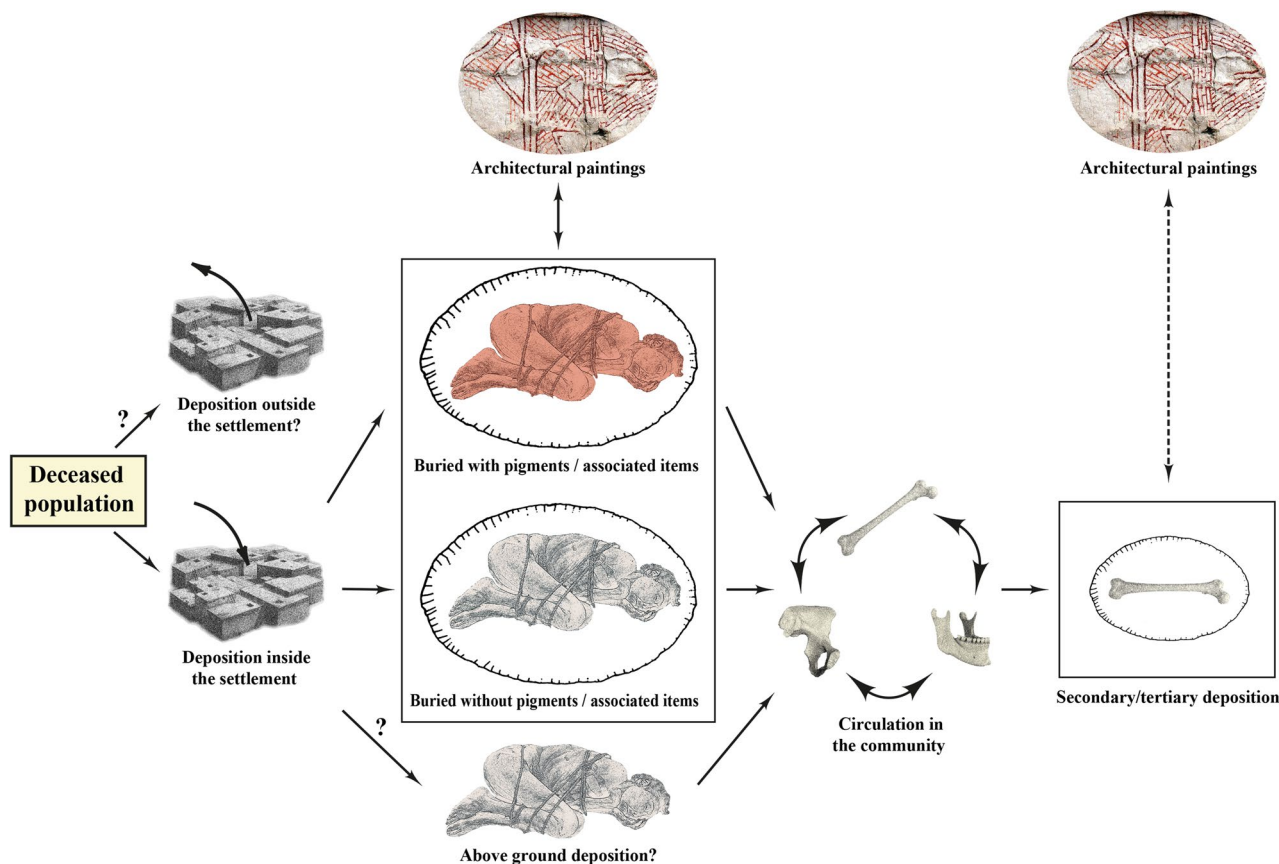 Architectural paintings
Architectural paintings
?
Deposition outside
the settlement?
Deceased
population
Buried with pigments / associated items
Deposition inside
the settlement
Buried without pigments / associated items
?
Above ground deposition?
Circulation in
the community
Secondary/tertiary deposition